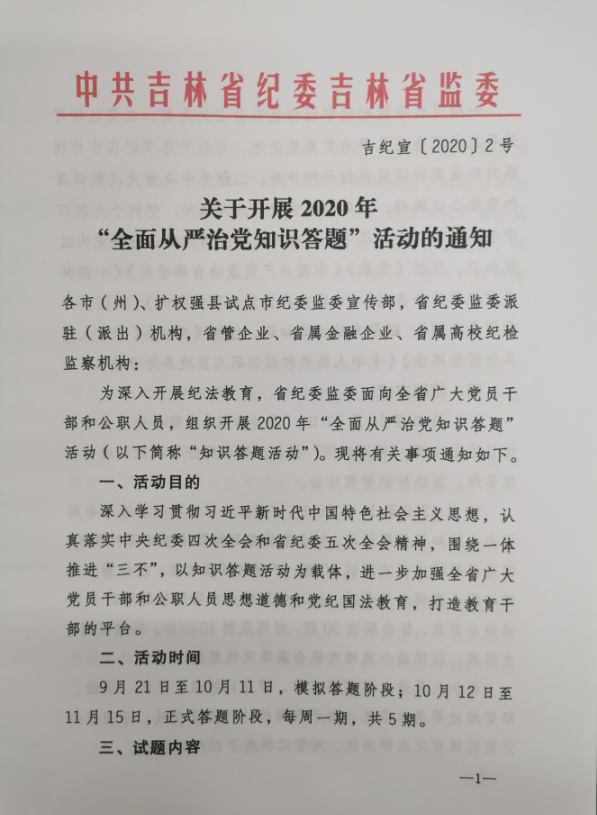 中共吉林省纪委吉林省监委
吉纪宣〔2020〕2号
关于开展 2020 年
“全面从严治党知识答题”活动的通知
各市（州）、扩权强县试点市纪委监委宣传部，省纪委监委派
驻（派出）机构，省管企业、省属金融企业、省属高校纪检
监察机构：
为深入开展纪法教育，省纪委监委面向全省广大党员干
部和公职人员，组织开展2020年“全面从严治党知识答题”
活动（以下简称“知识答题活动”）。现将有关事项通知如下。
一、活动目的
深入学习贯彻习近平新时代中国特色社会主义思想，认
真落实中央纪委四次全会和省纪委五次全会精神，围绕一体
推进“三不”，以知识答题活动为载体，进一步加强全省广大
党员干部和公职人员思想道德和党纪国法教育，打造教育干
部的平台。
二、活动时间
9月21日至10月11日，模拟答题阶段；10月12日至
11月15日，正式答题阶段，每周一期，共5期。
三、试题内容
—1—